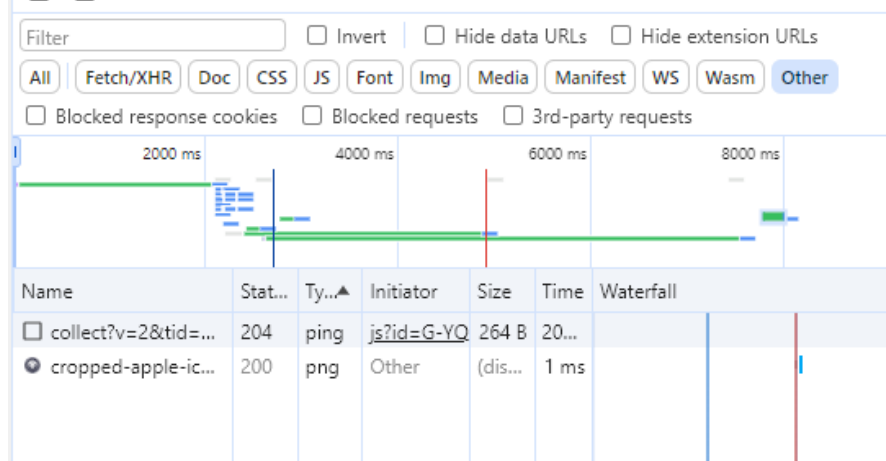 Filter Invert Hide data URLs Hide extension URLs
All Fetch/XHR Doc CSS JS Font Img Media Manifest WS Wasm Other
Blocked response cookies Blocked requests 3rd-party requests
2000 ms 4000 ms 6000 ms 8000 ms
Name Stat... Ty...▲ Initiator Size Time Waterfall
collect?v=2&tid=... 204 ping js?id=G-YQ 264 B 20...
cropped-apple-ic... 200 png Other (dis... 1 ms